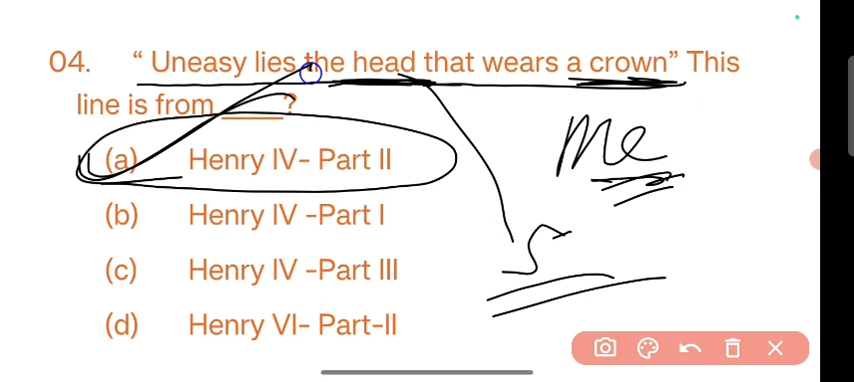 04. “ Uneasy lies the head that wears a crown” This
line is from ____?
(a) Henry IV- Part II
(b) Henry IV -Part I
(c) Henry IV -Part III
(d) Henry VI- Part-II
Me